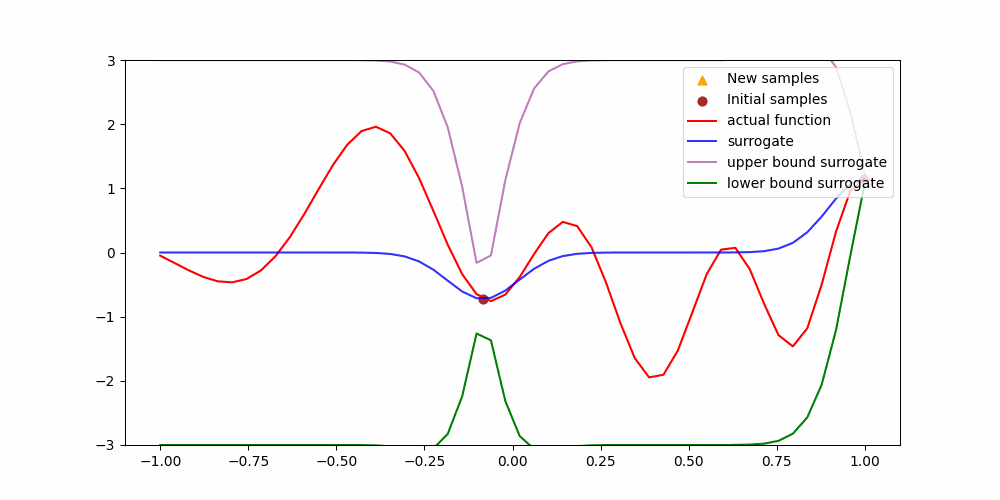 3
2
1
0
−1
−2
−3
−1.00 −0.75 −0.50 −0.25 0.00 0.25 0.50 0.75 1.00
New samples
Initial samples
actual function
surrogate
upper bound surrogate
lower bound surrogate